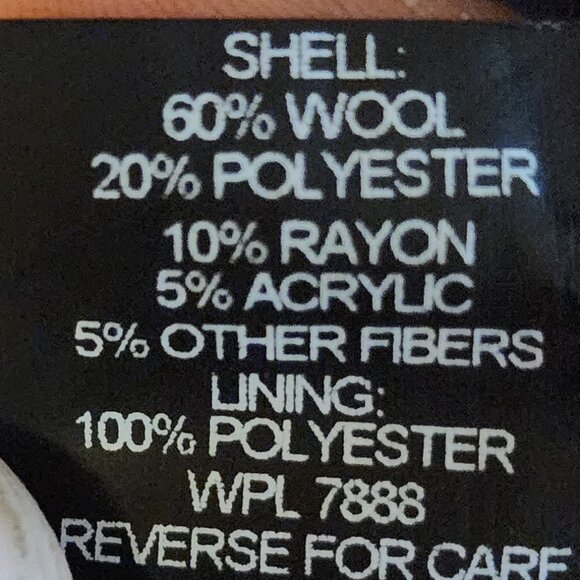 SHELL:
60% WOOL
20% POLYESTER
10% RAYON
5% ACRYLIC
5% OTHER FIBERS
LINING:
100% POLYESTER
WPL 7888
REVERSE FOR CARE